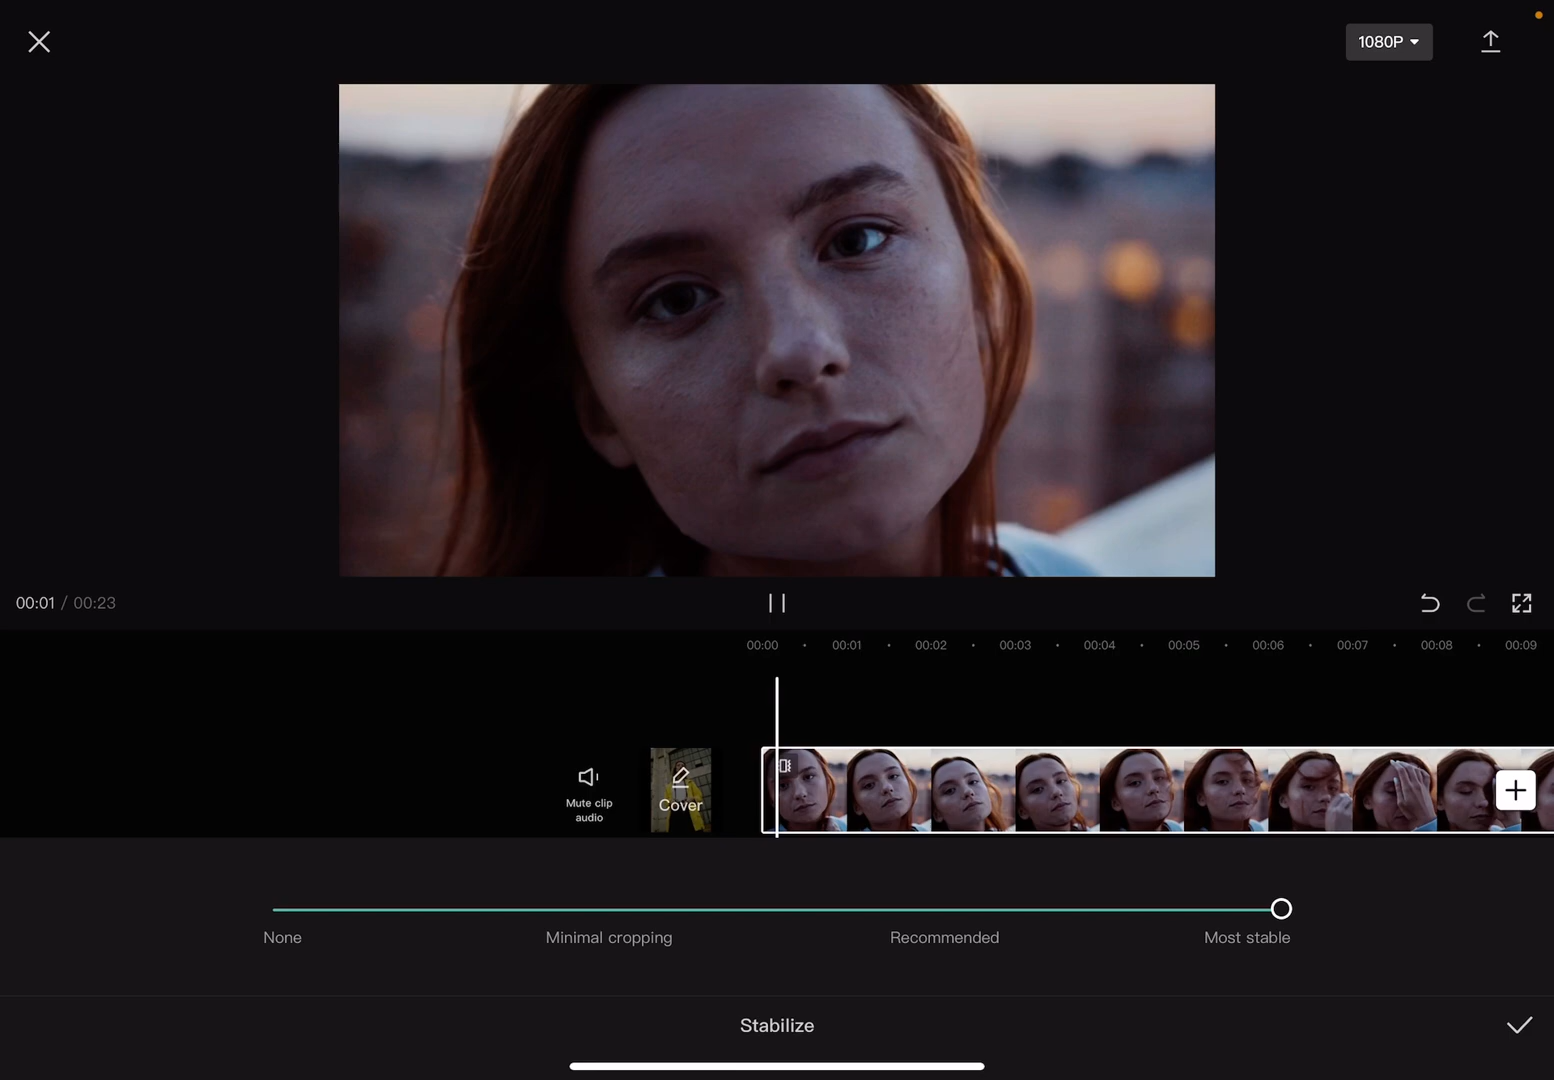 1080P
00:01 / 00:23
00:00 00:01 00:02 00:03 00:04 00:05 00:06 00:07 00:08 00:09
Mute clip
audio
Cover
None Minimal cropping Recommended Most stable
Stabilize